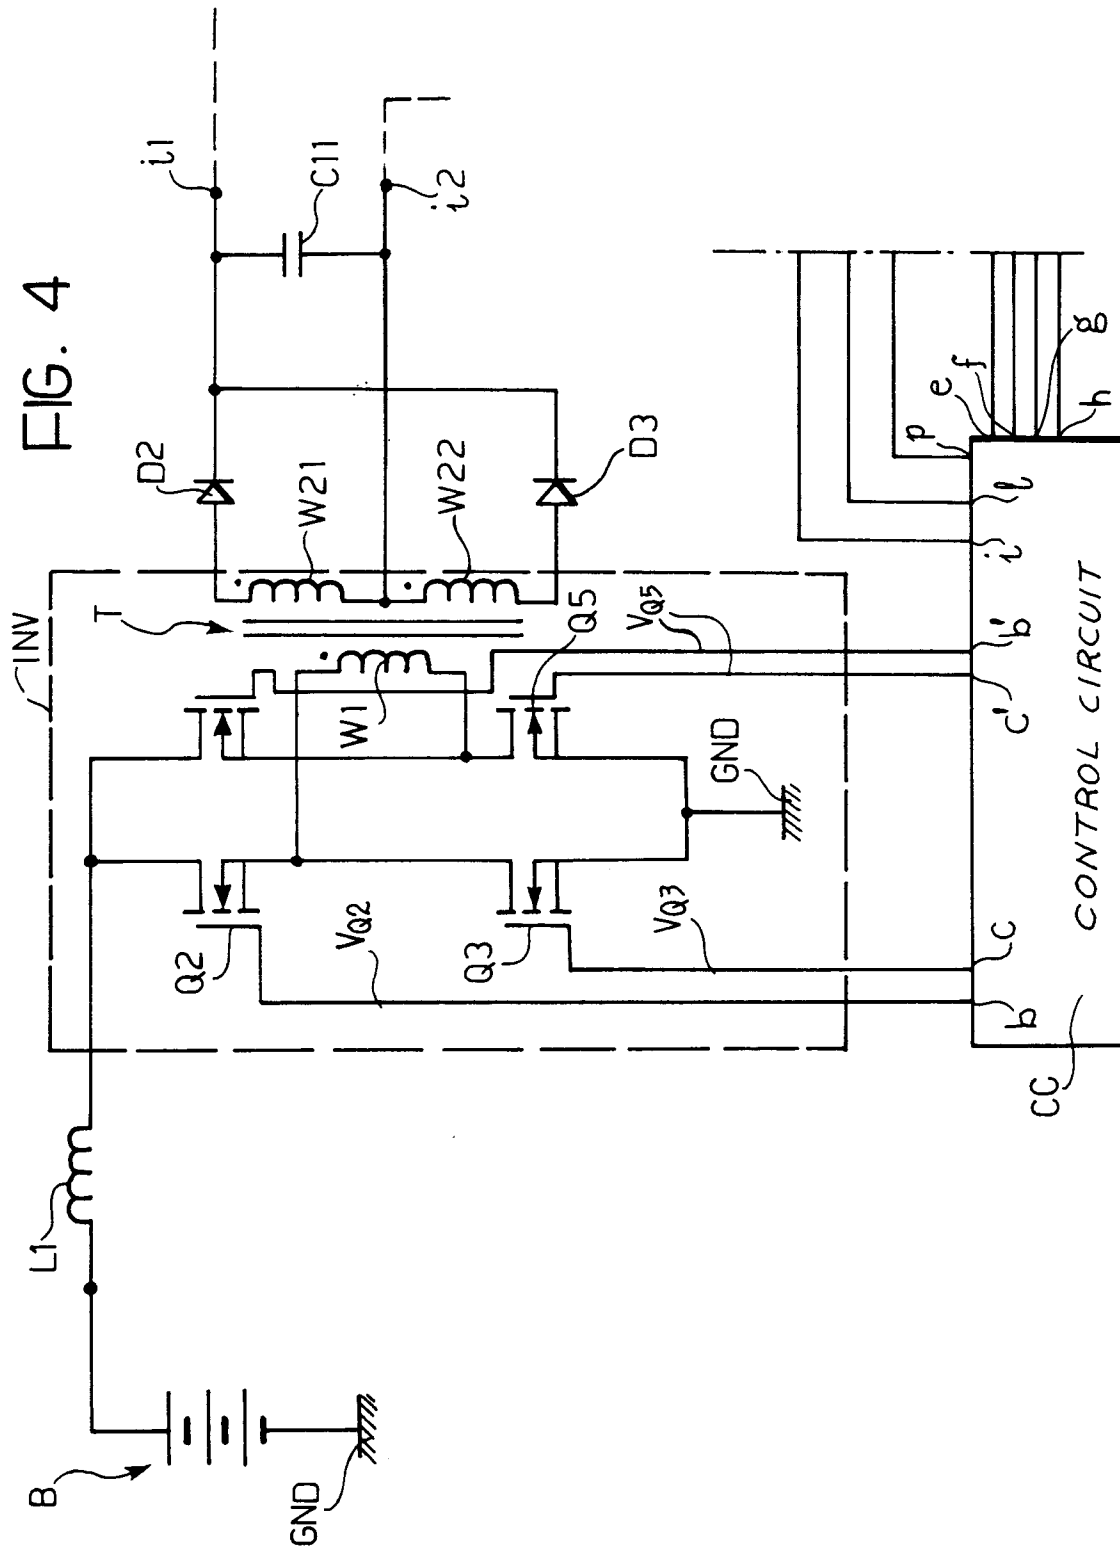 FIG. 4
INV
T
D2
i1
C11
i2
W21
W22
D3
W1
Q2
Q3
Q5
L1
B
GND
GND
VQ2
VQ3
VQ5
b
c
c'
b'
i
l
p
e
f
g
h
CC
CONTROL CIRCUIT